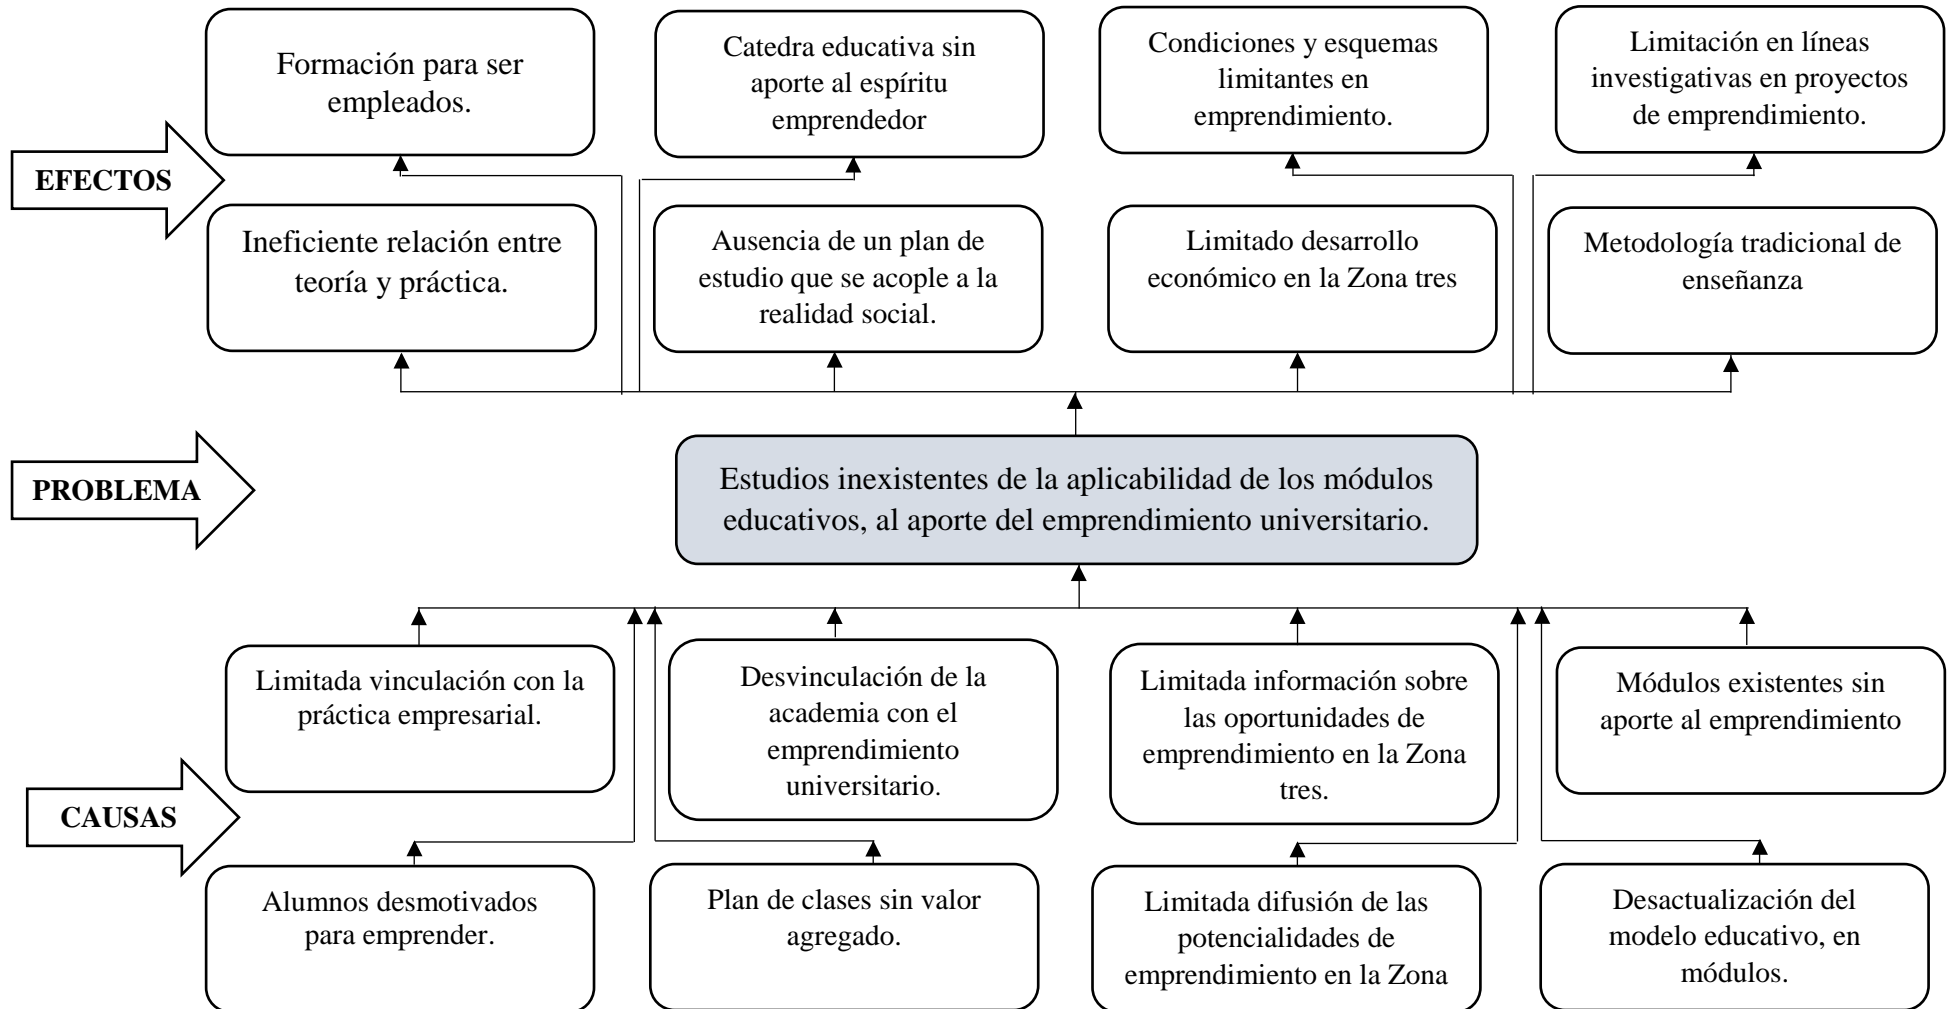 Formación para ser
empleados.
Catedra educativa sin
aporte al espíritu
emprendedor
Condiciones y esquemas
limitantes en
emprendimiento.
Limitación en líneas
investigativas en proyectos
de emprendimiento.
EFECTOS
Ineficiente relación entre
teoría y práctica.
Ausencia de un plan de
estudio que se acople a la
realidad social.
Limitado desarrollo
económico en la Zona tres
Metodología tradicional de
enseñanza
PROBLEMA
Estudios inexistentes de la aplicabilidad de los módulos
educativos, al aporte del emprendimiento universitario.
Limitada vinculación con la
práctica empresarial.
Desvinculación de la
academia con el
emprendimiento
universitario.
Limitada información sobre
las oportunidades de
emprendimiento en la Zona
tres.
Módulos existentes sin
aporte al emprendimiento
CAUSAS
Alumnos desmotivados
para emprender.
Plan de clases sin valor
agregado.
Limitada difusión de las
potencialidades de
emprendimiento en la Zona
Desactualización del
modelo educativo, en
módulos.